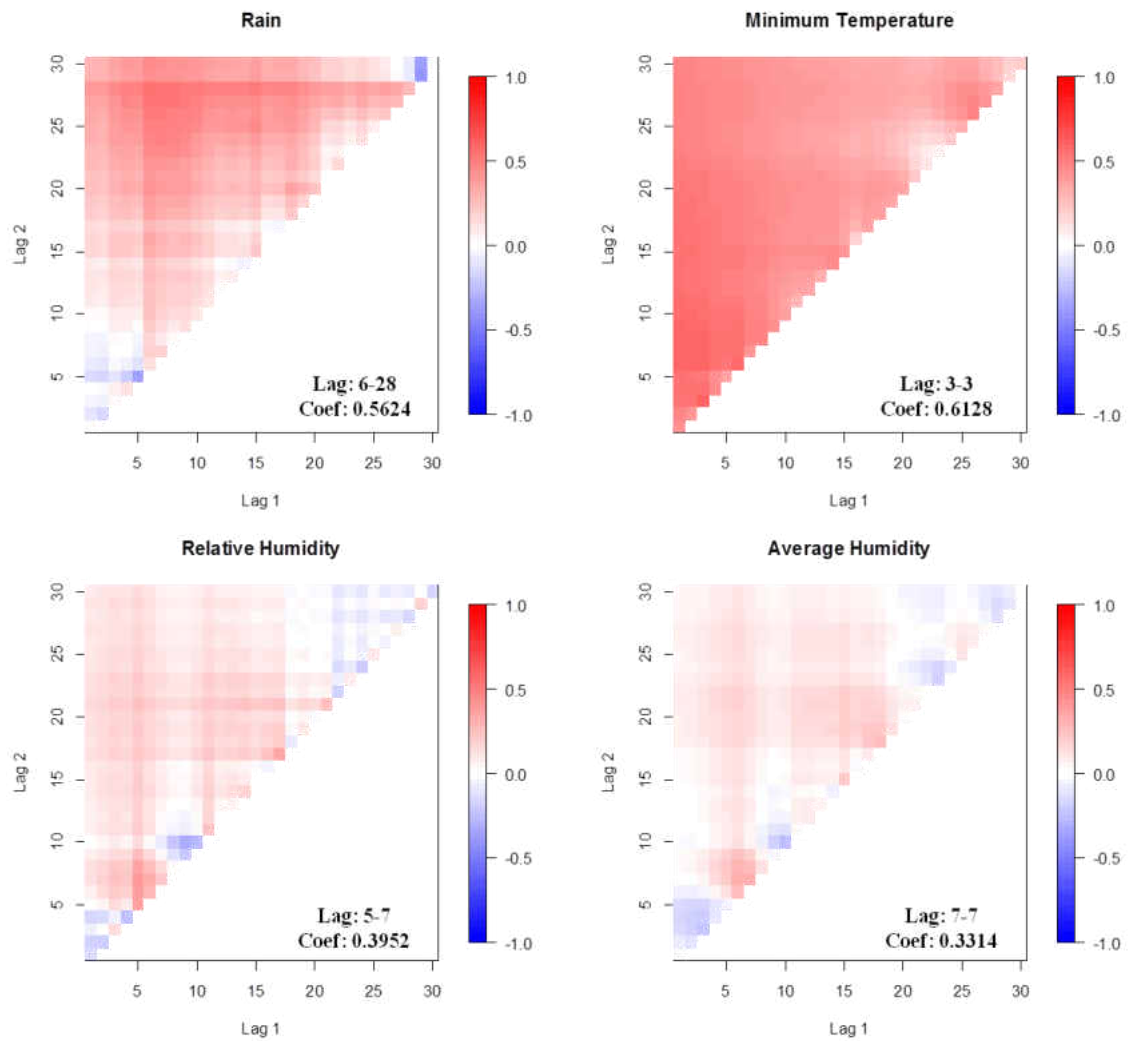 Rain
30
25
20
15
10
5
Lag 2
5 10 15 20 25 30
Lag 1
1.0
0.5
0.0
-0.5
-1.0
Lag: 6-28
Coef: 0.5624
Minimum Temperature
30
25
20
15
10
5
Lag 2
5 10 15 20 25 30
Lag 1
1.0
0.5
0.0
-0.5
-1.0
Lag: 3-3
Coef: 0.6128
Relative Humidity
30
25
20
15
10
5
Lag 2
5 10 15 20 25 30
Lag 1
1.0
0.5
0.0
-0.5
-1.0
Lag: 5-7
Coef: 0.3952
Average Humidity
30
25
20
15
10
5
Lag 2
5 10 15 20 25 30
Lag 1
1.0
0.5
0.0
-0.5
-1.0
Lag: 7-7
Coef: 0.3314